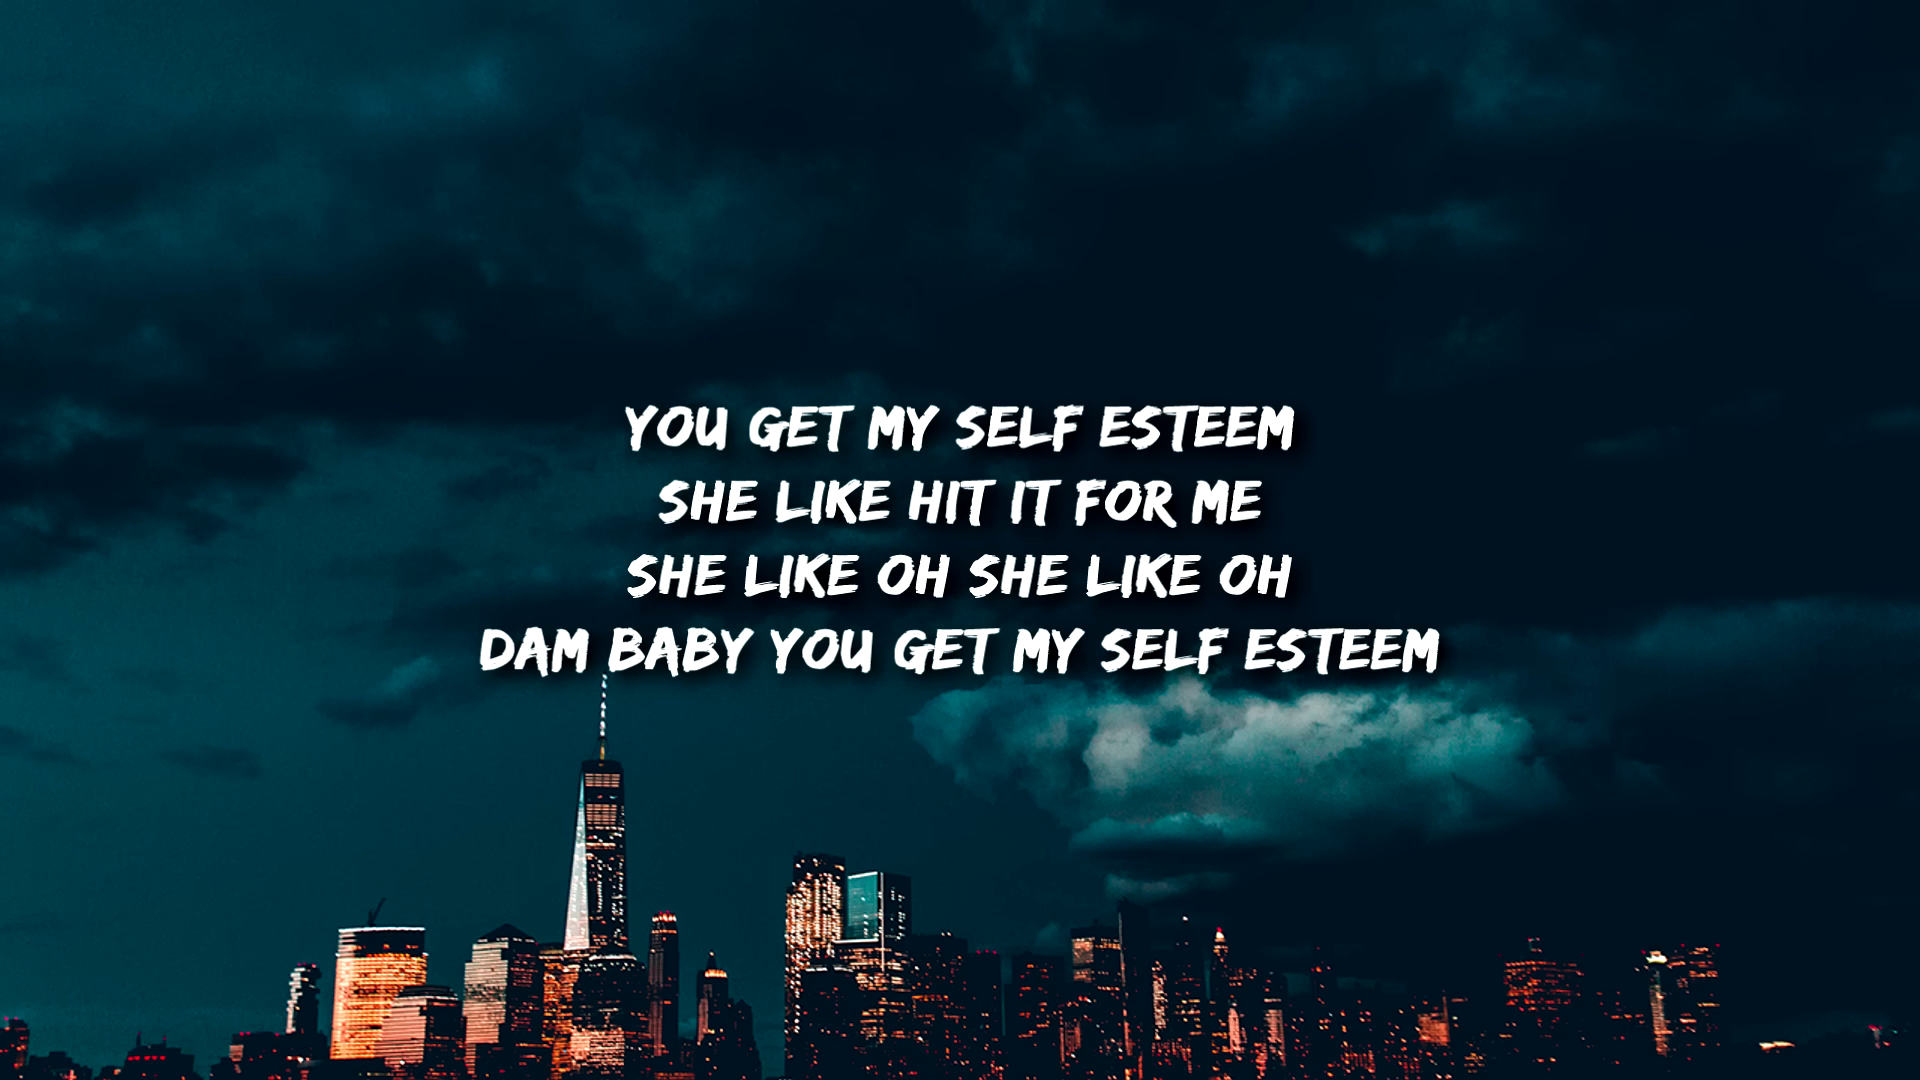 YOU GET MY SELF ESTEEM
SHE LIKE HIT IT FOR ME
SHE LIKE OH SHE LIKE OH
DAM BABY YOU GET MY SELF ESTEEM